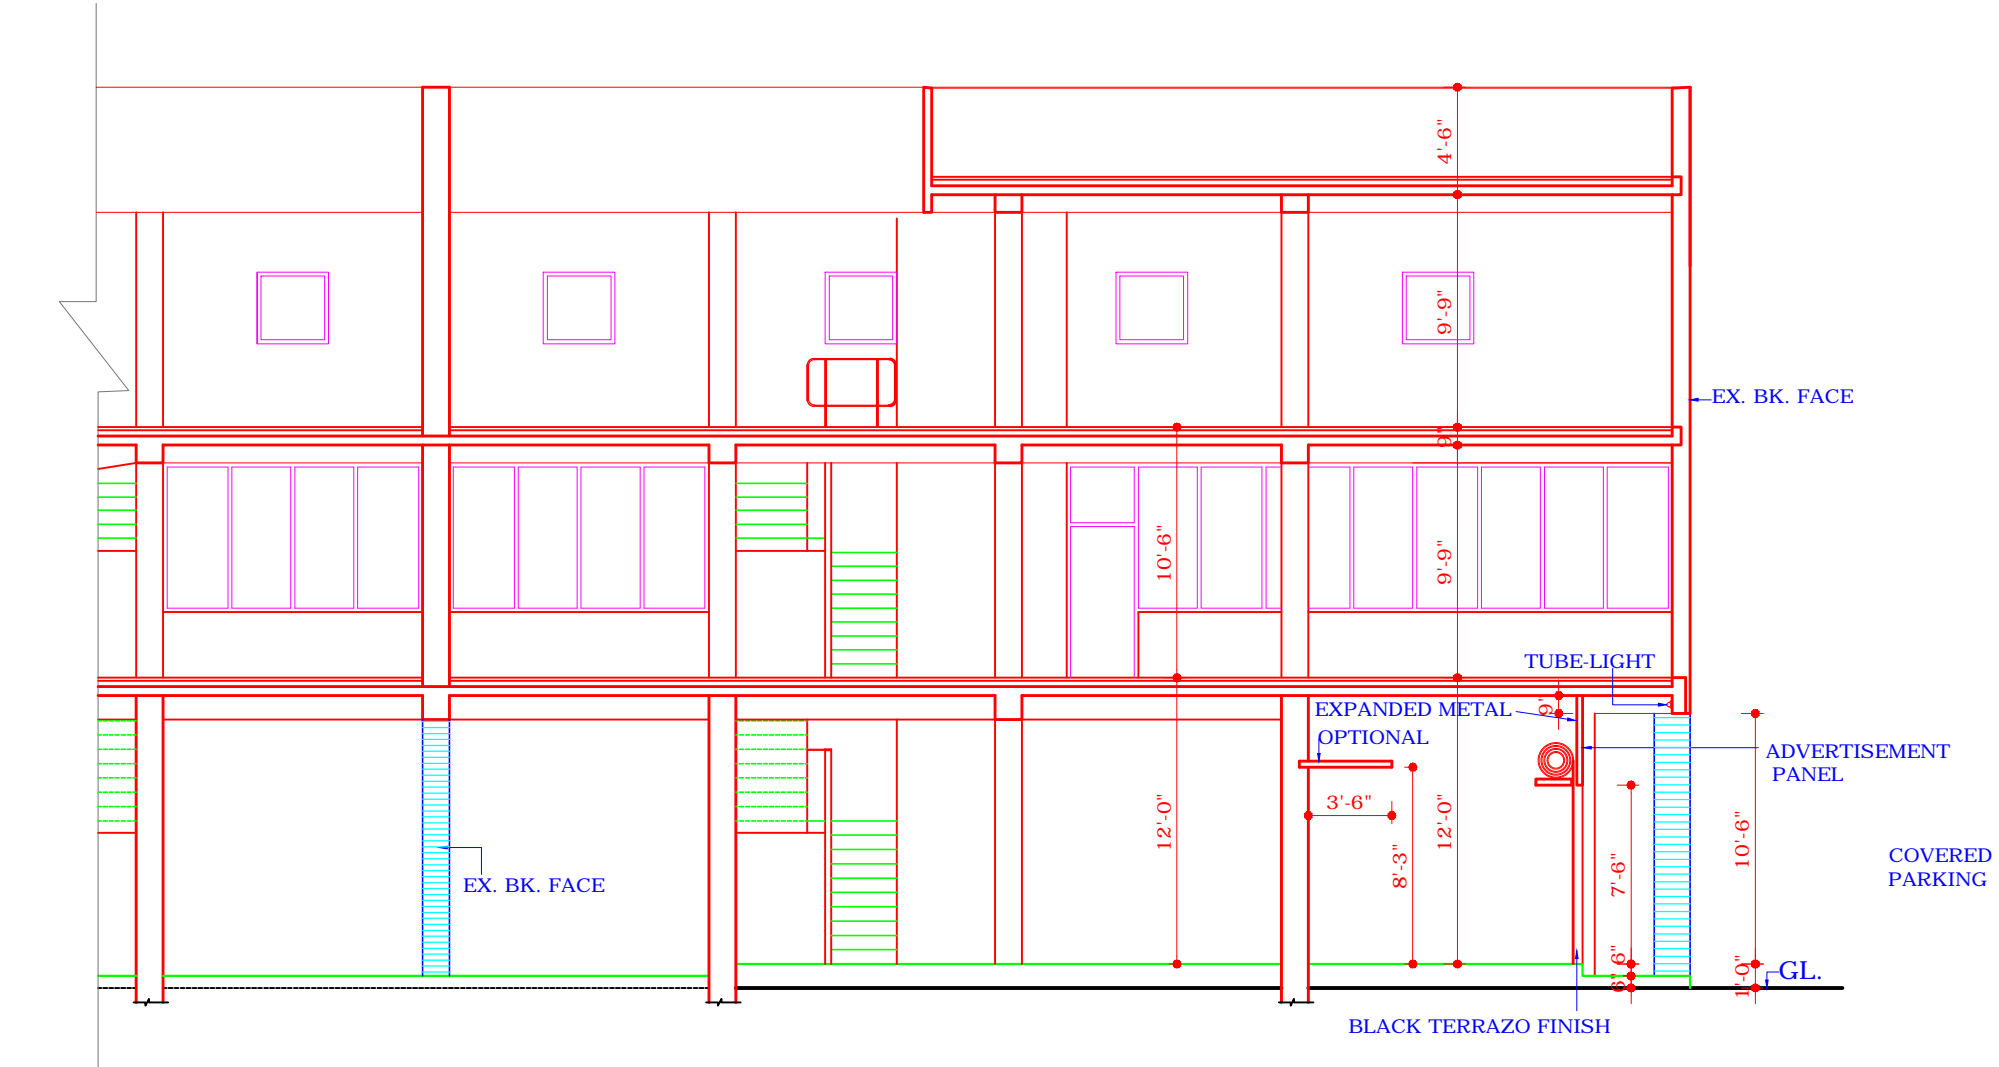 4'-6"
9'-9"
EX. BK. FACE
9"
10'-6"
9'-9"
TUBE-LIGHT
EXPANDED METAL
9"
OPTIONAL
ADVERTISEMENT
PANEL
3'-6"
12'-0"
12'-0"
10'-6"
8'-3"
7'-6"
COVERED
PARKING
EX. BK. FACE
6"
6"
1'-0"
GL.
BLACK TERRAZO FINISH